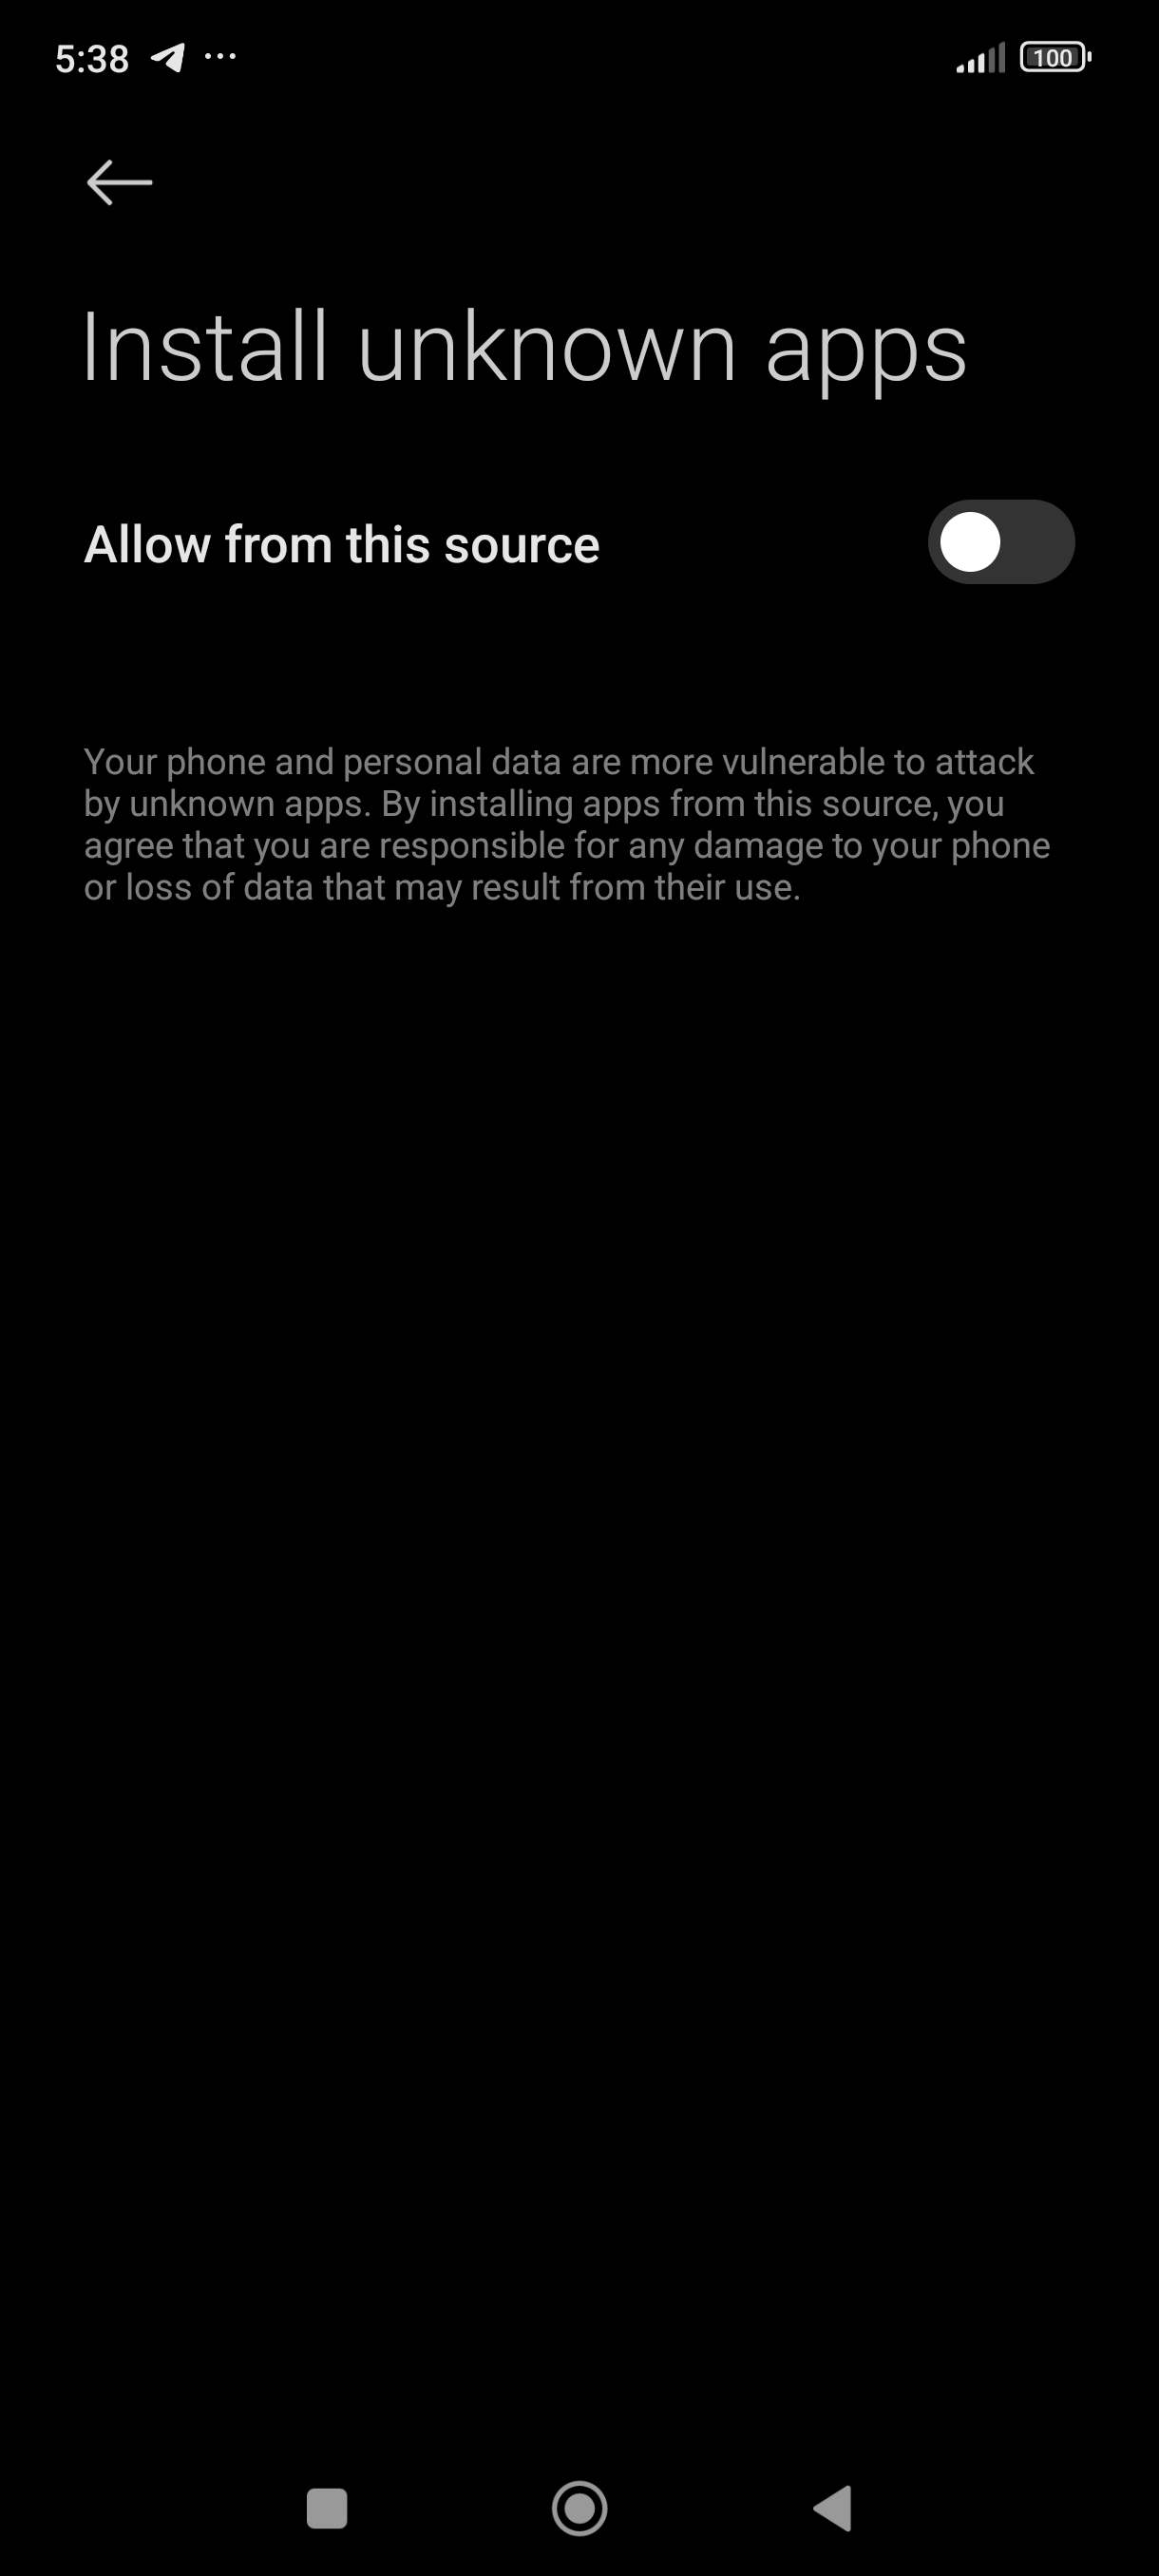 5:38
100
Install unknown apps
Allow from this source
Your phone and personal data are more vulnerable to attack
by unknown apps. By installing apps from this source, you
agree that you are responsible for any damage to your phone
or loss of data that may result from their use.